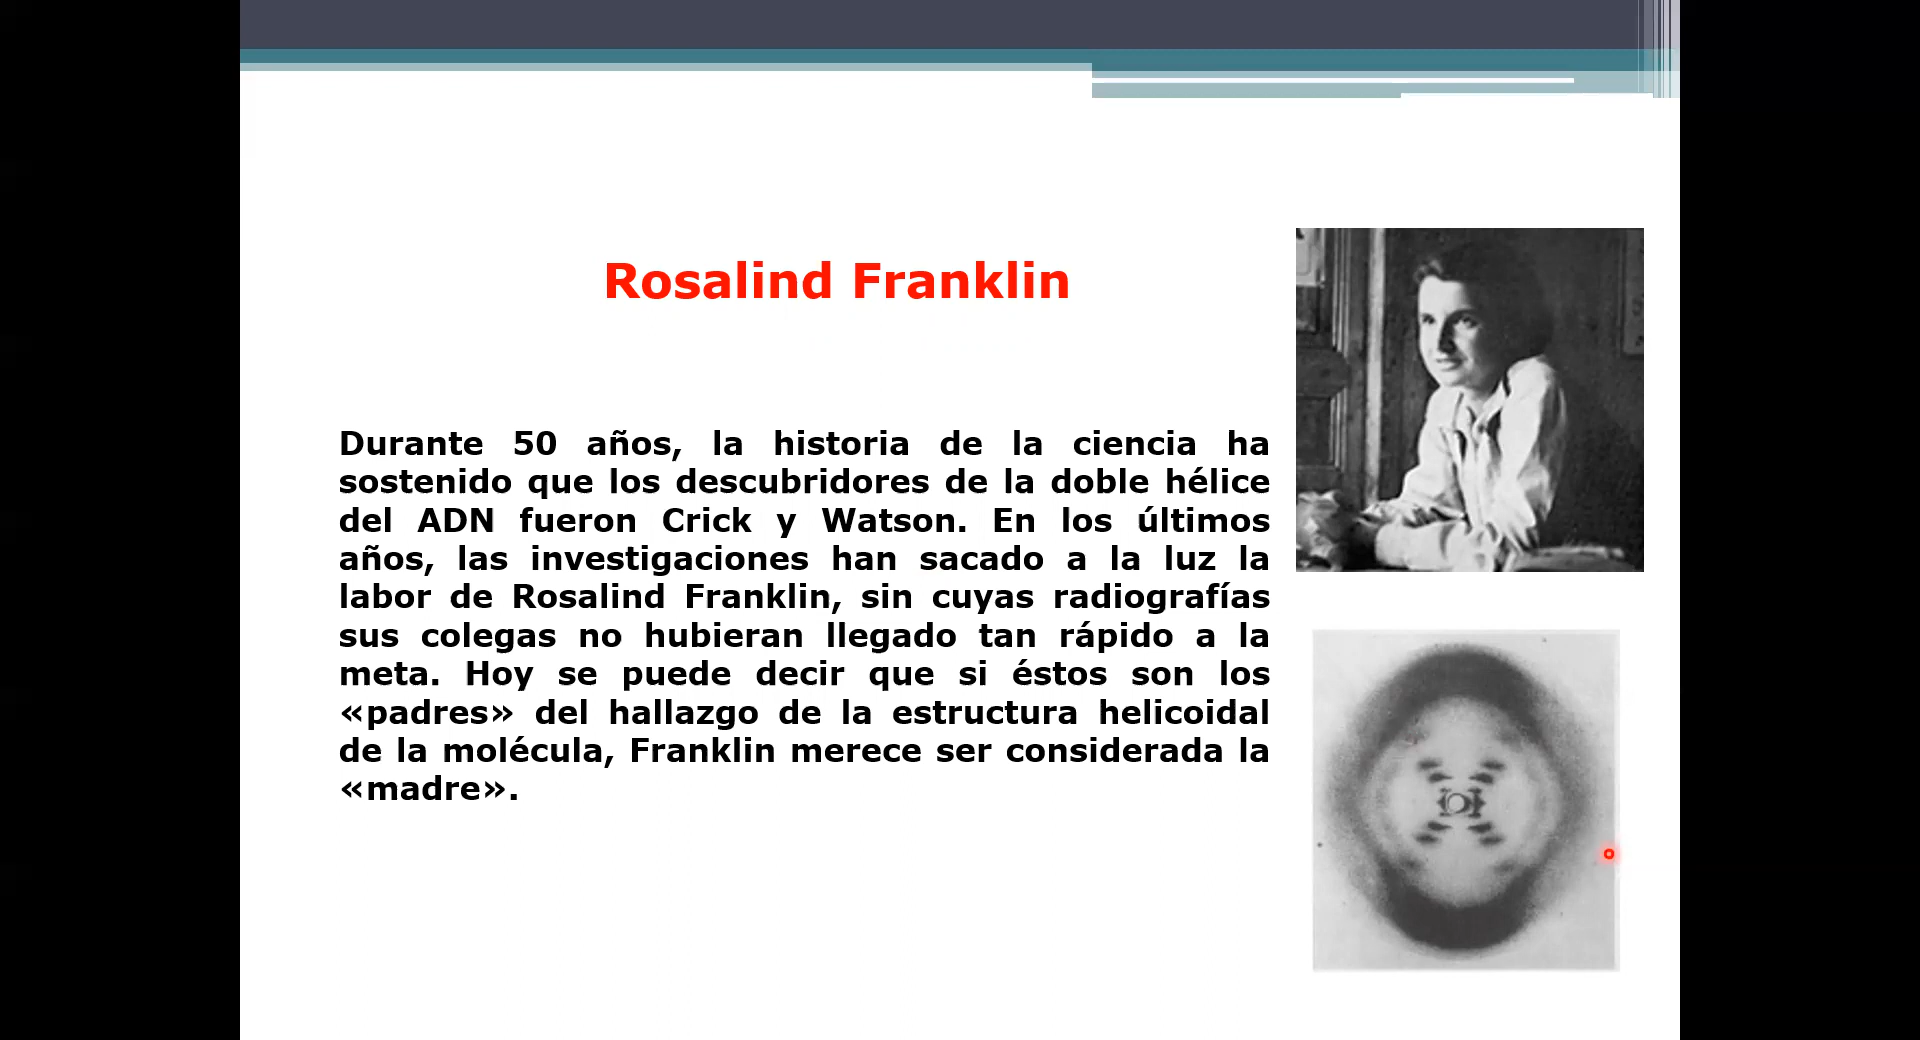 Rosalind Franklin
Durante 50 años, la historia de la ciencia ha
sostenido que los descubridores de la doble hélice
del ADN fueron Crick y Watson. En los últimos
años, las investigaciones han sacado a la luz la
labor de Rosalind Franklin, sin cuyas radiografías
sus colegas no hubieran llegado tan rápido a la
meta. Hoy se puede decir que si éstos son los
«padres» del hallazgo de la estructura helicoidal
de la molécula, Franklin merece ser considerada la
«madre».